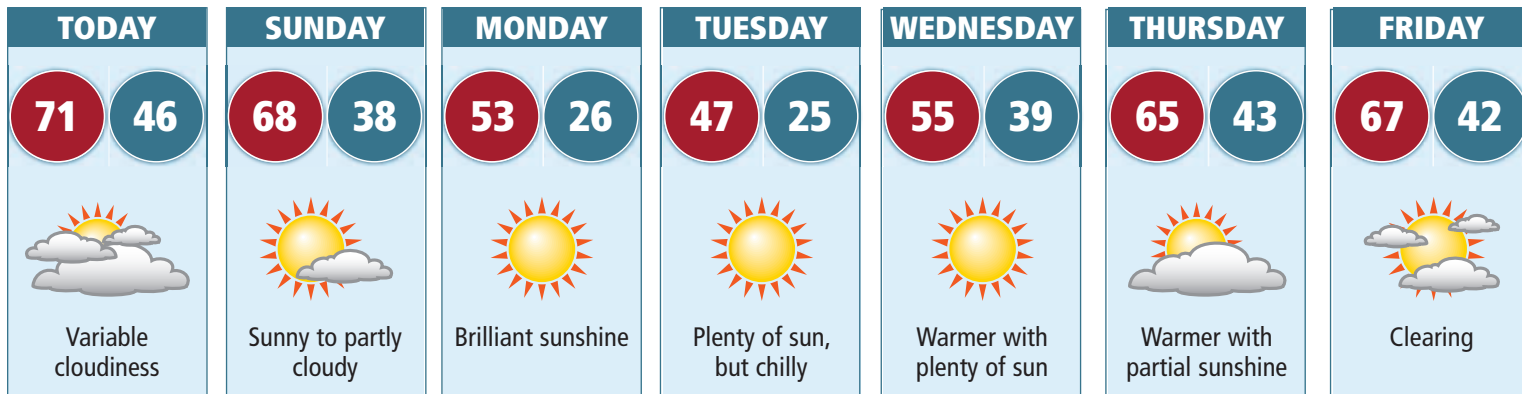 TODAY
71 46
Variable
cloudiness
SUNDAY
68 38
Sunny to partly
cloudy
MONDAY
53 26
Brilliant sunshine
TUESDAY
47 25
Plenty of sun,
but chilly
WEDNESDAY
55 39
Warmer with
plenty of sun
THURSDAY
65 43
Warmer with
partial sunshine
FRIDAY
67 42
Clearing